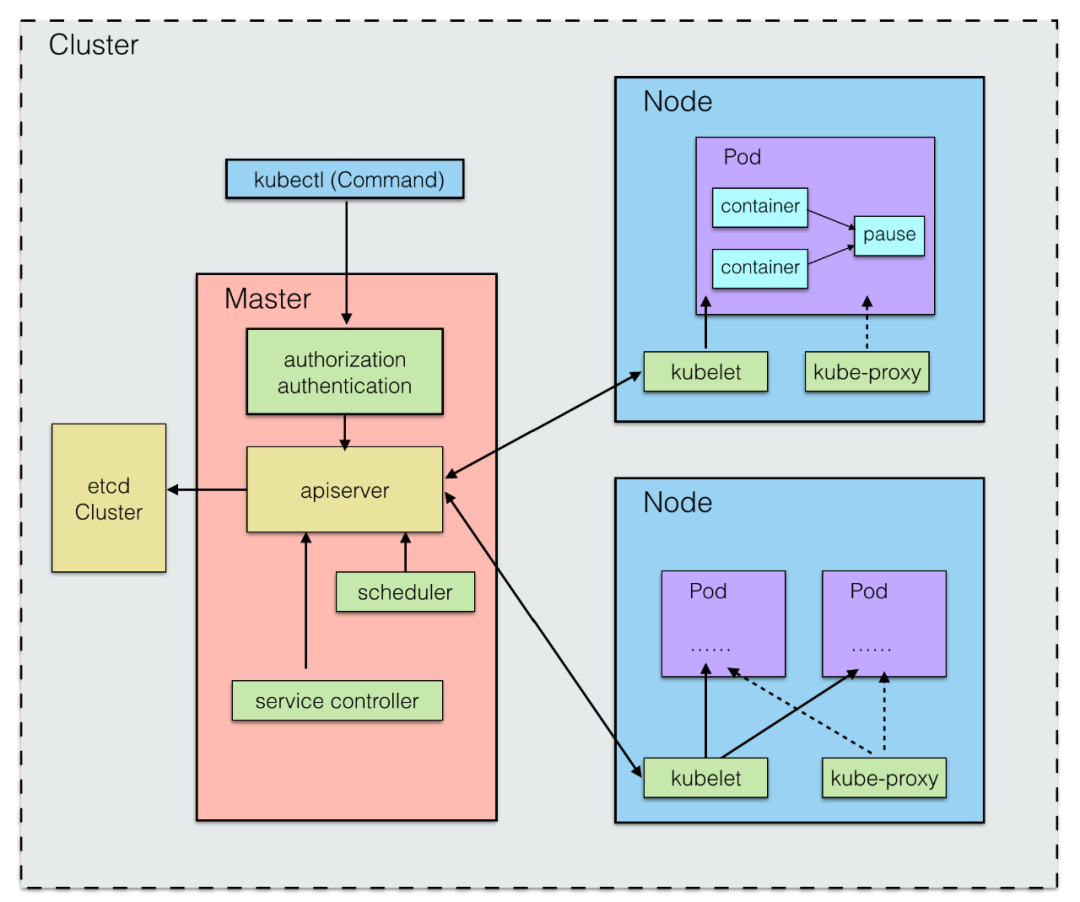 Cluster
kubectl (Command)
Master
authorization
authentication
apiserver
etcd
Cluster
scheduler
service controller
Node
Pod
container
container
pause
kubelet
kube-proxy
Node
Pod
......
Pod
......
kubelet
kube-proxy